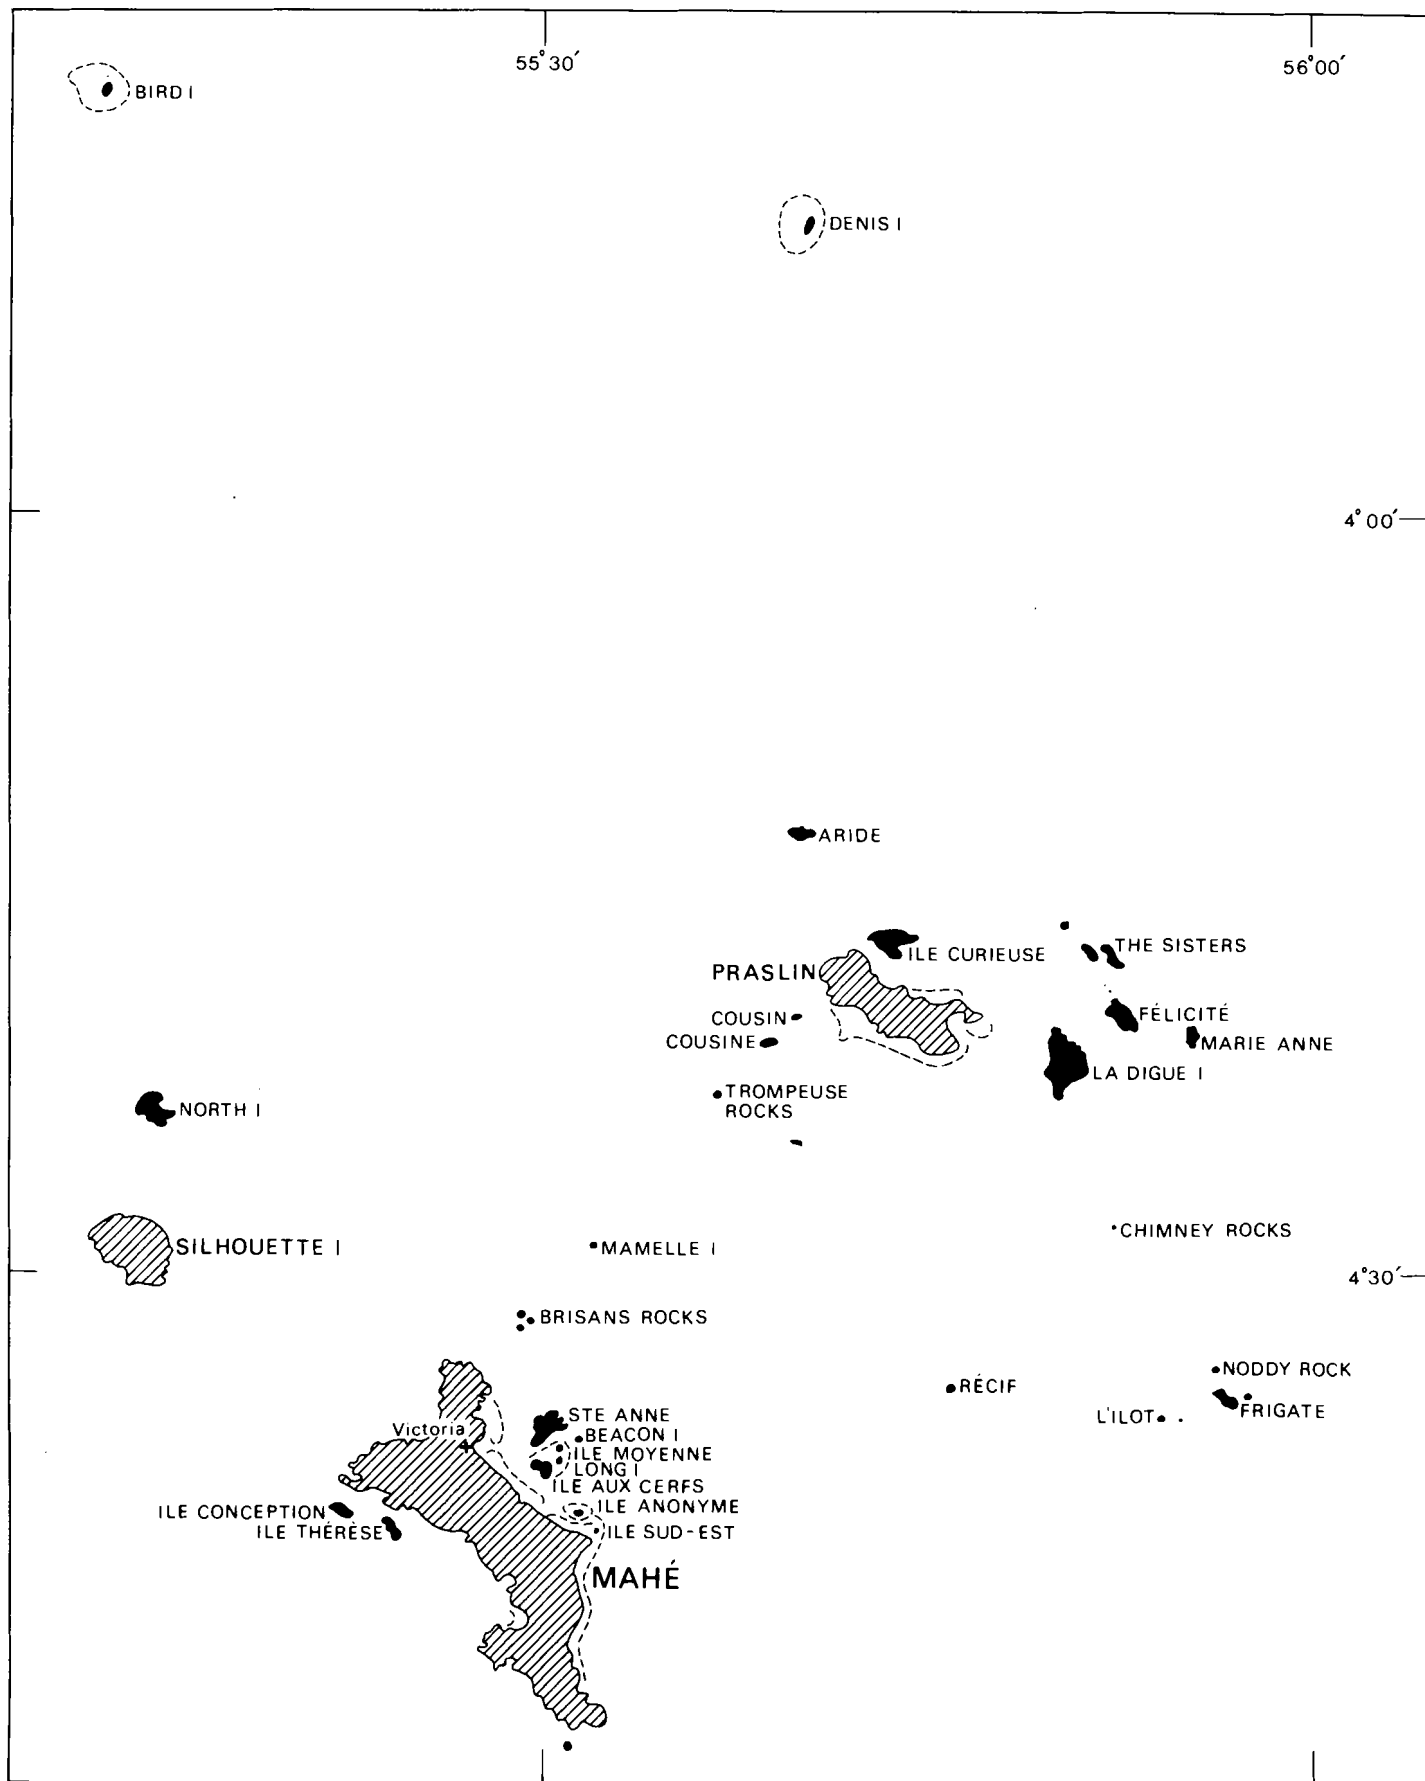 55°30′
56°00′
BIRD I
DENIS I
4°00′
ARIDE
THE SISTERS
ILE CURIEUSE
PRASLIN
FÉLICITÉ
COUSIN
COUSINE
MARIE ANNE
LA DIGUE I
TROMPEUSE
ROCKS
NORTH I
CHIMNEY ROCKS
SILHOUETTE I
MAMELLE I
4°30′
BRISANS ROCKS
NODDY ROCK
RÉCIF
FRIGATE
L'ILOT
STE ANNE
Victoria
BEACON I
ILE MOYENNE
LONG I
ILE AUX CERFS
ILE ANONYME
ILE CONCEPTION
ILE THÉRÈSE
ILE SUD-EST
MAHÉ